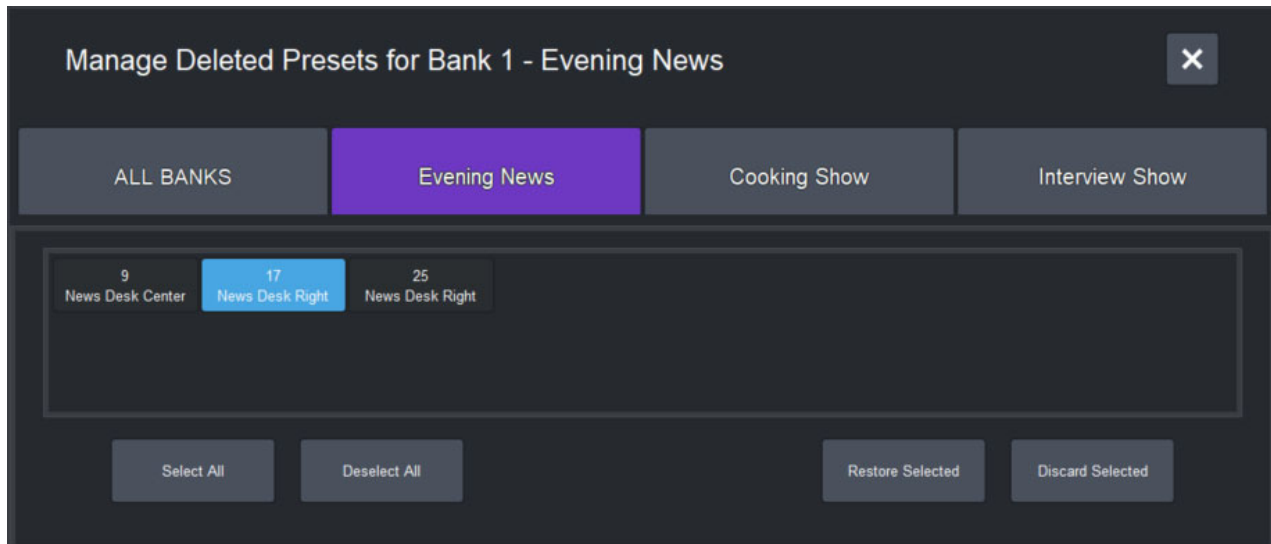 Manage Deleted Presets for Bank 1 - Evening News
ALL BANKS
Evening News
Cooking Show
Interview Show
9
News Desk Center
17
News Desk Right
25
News Desk Right
Select All
Deselect All
Restore Selected
Discard Selected